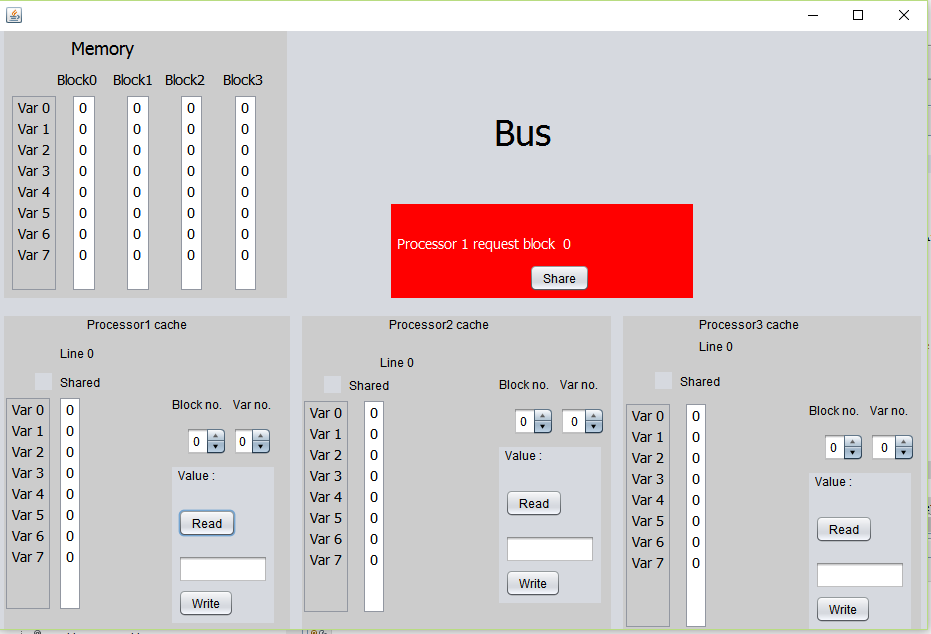 Memory
Block0 Block1 Block2 Block3
Var 0 0 0 0 0
Var 1 0 0 0 0
Var 2 0 0 0 0
Var 3 0 0 0 0
Var 4 0 0 0 0
Var 5 0 0 0 0
Var 6 0 0 0 0
Var 7 0 0 0 0
Bus
Processor 1 request block 0
Share
Processor1 cache
Line 0
Shared
Block no. Var no.
Var 0 0
Var 1 0
Var 2 0
Var 3 0
Var 4 0
Var 5 0
Var 6 0
Var 7 0
0 0
Value :
Read
Write
Processor2 cache
Line 0
Shared
Block no. Var no.
Var 0 0
Var 1 0
Var 2 0
Var 3 0
Var 4 0
Var 5 0
Var 6 0
Var 7 0
0 0
Value :
Read
Write
Processor3 cache
Line 0
Shared
Block no. Var no.
Var 0 0
Var 1 0
Var 2 0
Var 3 0
Var 4 0
Var 5 0
Var 6 0
Var 7 0
0 0
Value :
Read
Write